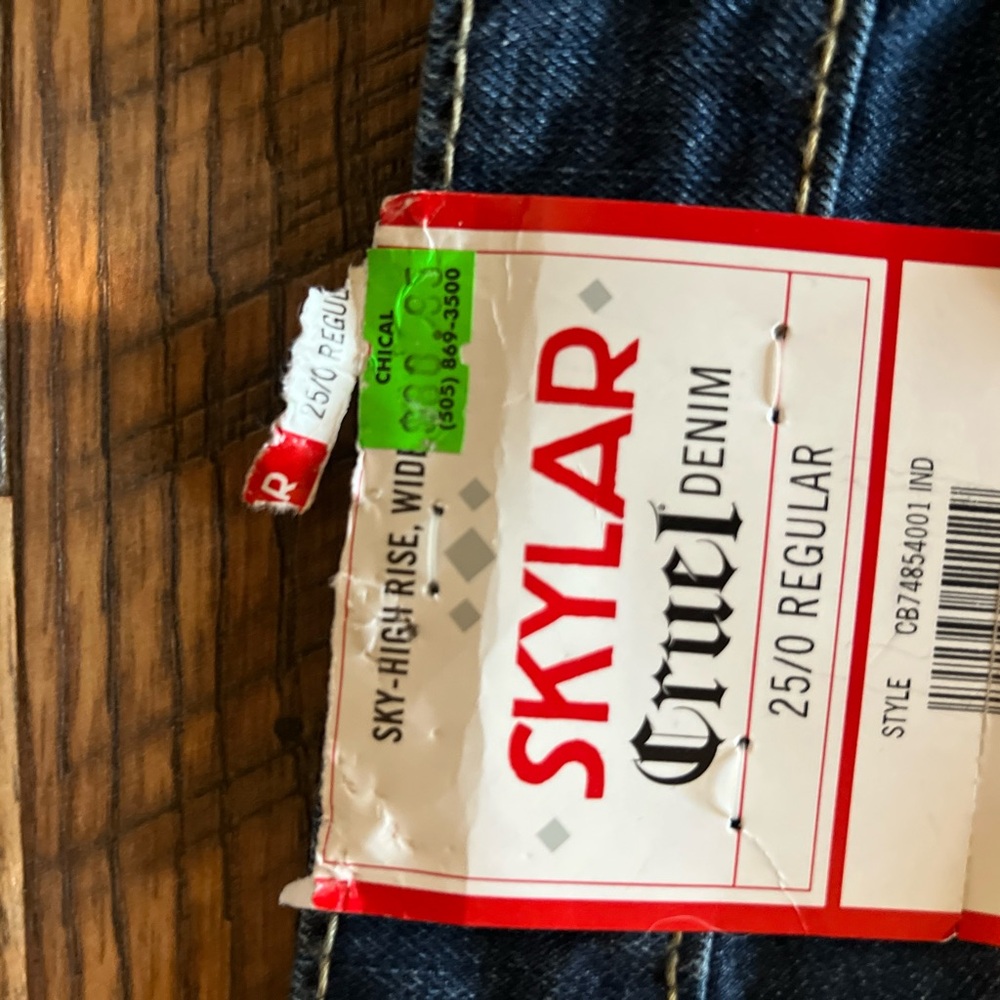 25/0 REGUL
AR
CHICAL
(505) 869-3500
SKY-HIGH RISE, WIDE
SKYLAR
Cruel DENIM
25/0 REGULAR
STYLE CB74854001 IND